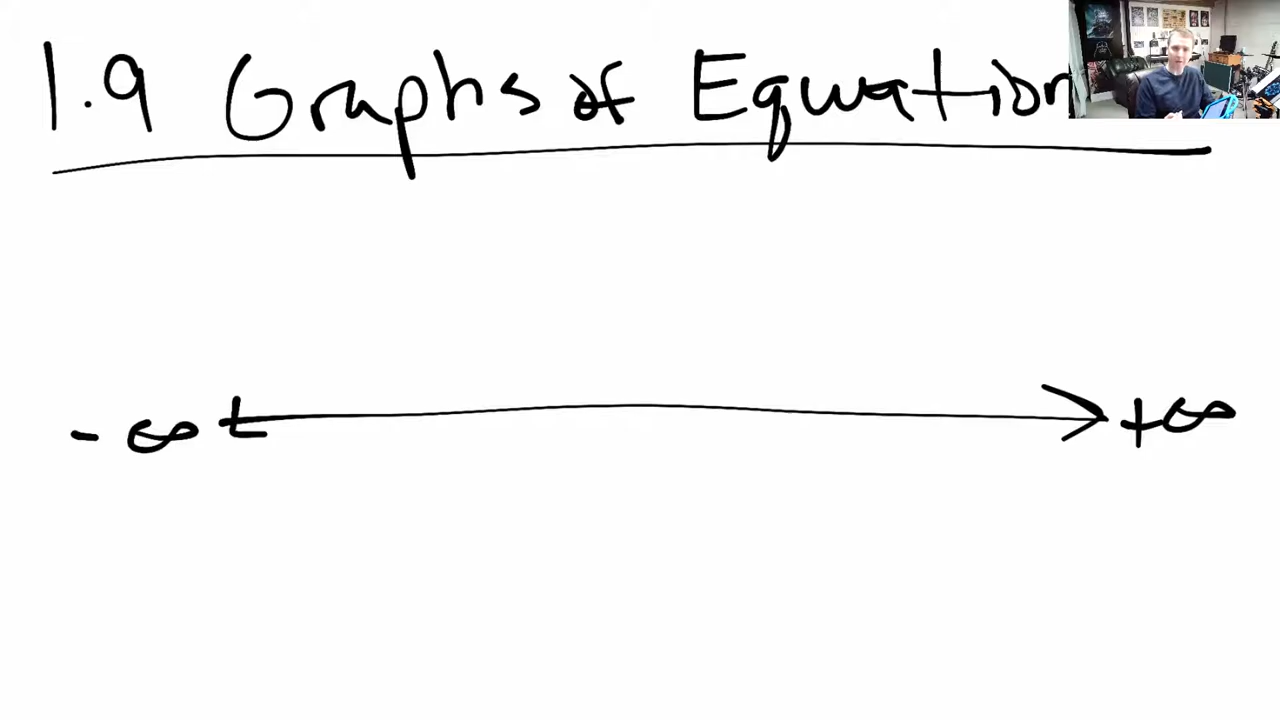 1.9 Graphs of Equation
- ∞ +∞